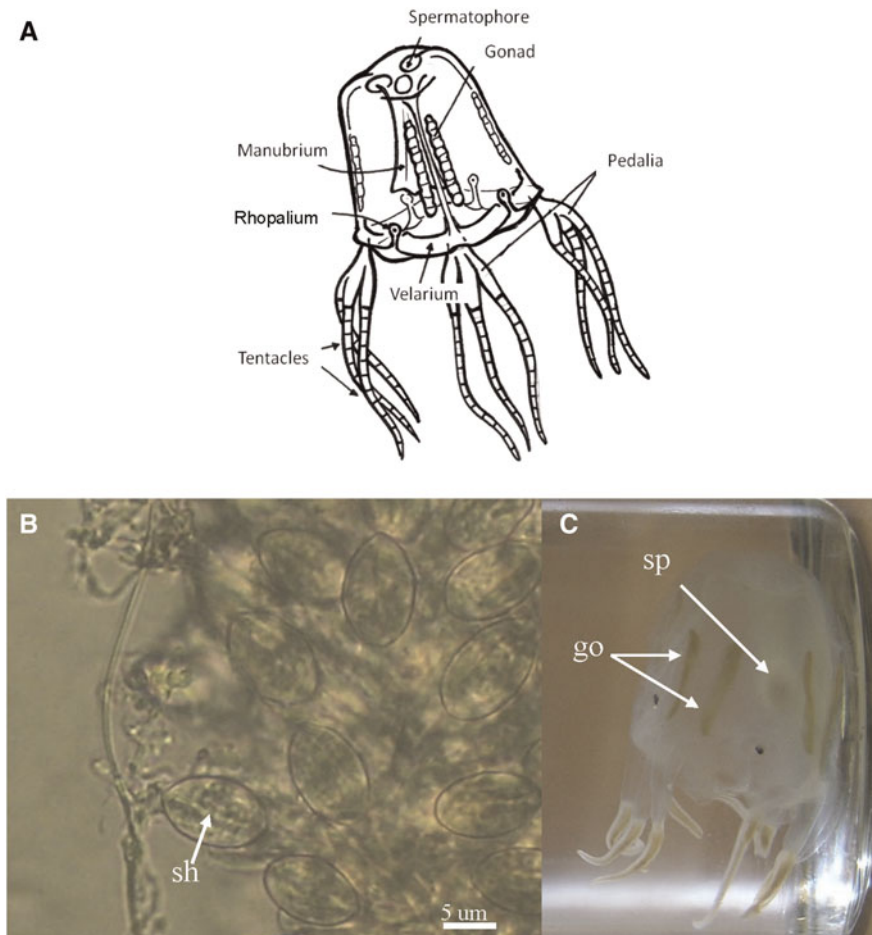 A
Spermatophore
Gonad
Manubrium
Pedalia
Rhopalium
Velarium
Tentacles
B
sh
5 um
C
sp
go